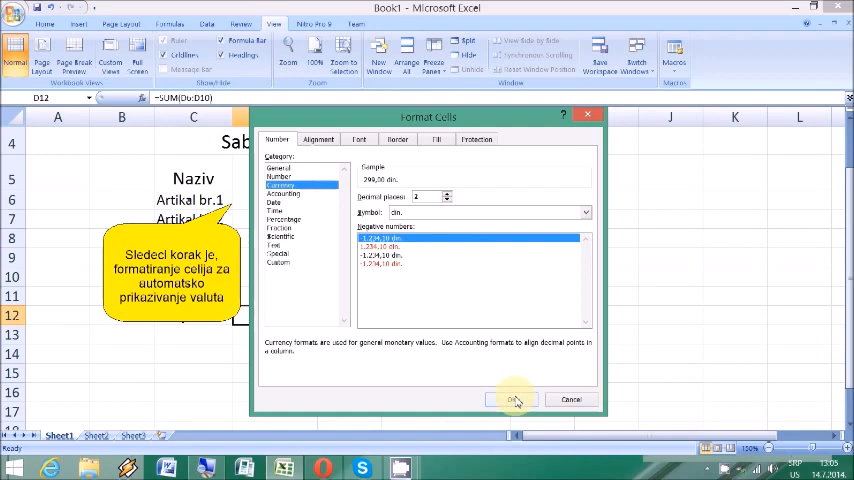 Book1 - Microsoft Excel
Home Insert Page Layout Formulas Data Review View Nitro Pro 9 Team
Normal
Page Layout
Page Break Preview
Custom Views
Full Screen
Workbook Views
Ruler
Gridlines
Message Bar
Formula Bar
Headings
Show/Hide
Zoom
100%
Zoom to Selection
Zoom
New Window
Arrange All
Freeze Panes
Split
Hide
Unhide
View Side by Side
Synchronous Scrolling
Reset Window Position
Window
Save Workspace
Switch Windows
Macros
Macros
D12
=SUM(D6:D10)
A B C J K L
4
Sab
5
Naziv
6
Artikal br.1
7
8
9
10
11
12
13
14
15
16
17
18
Sledeci korak je,
formatiranje celija za
automatsko
prikazivanje valuta
Format Cells
Number Alignment Font Border Fill Protection
Category:
General
Number
Currency
Accounting
Date
Time
Percentage
Fraction
Scientific
Text
Special
Custom
Sample
299,00 din.
Decimal places: 2
Symbol: din.
Negative numbers:
-1.234,10 din.
1.234,10 din.
-1.234,10 din.
-1.234,10 din.
Currency formats are used for general monetary values. Use Accounting formats to align decimal points in
a column.
Cancel
Sheet1 Sheet2 Sheet3
Ready
150%
SRP
US
13:05
14.7.2014.